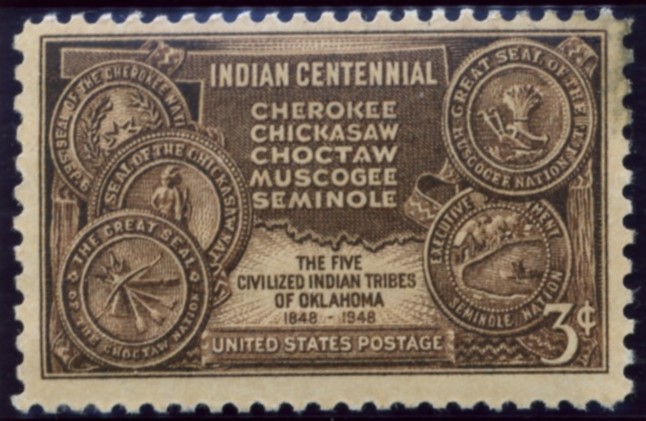 INDIAN CENTENNIAL
CHEROKEE
CHICKASAW
CHOCTAW
MUSCOGEE
SEMINOLE
THE FIVE
CIVILIZED INDIAN TRIBES
OF OKLAHOMA
1848 - 1948
UNITED STATES POSTAGE
3¢
SEAL OF THE CHEROKEE NATI
SEAL OF THE CHICKASAW NAT
THE GREAT SEAL
OF THE CHOCTAW NATION
GREAT SEAL OF THE
MUSCOGEE NATION I.T.
EXECUTIVE MENT
SEMINOLE NATION